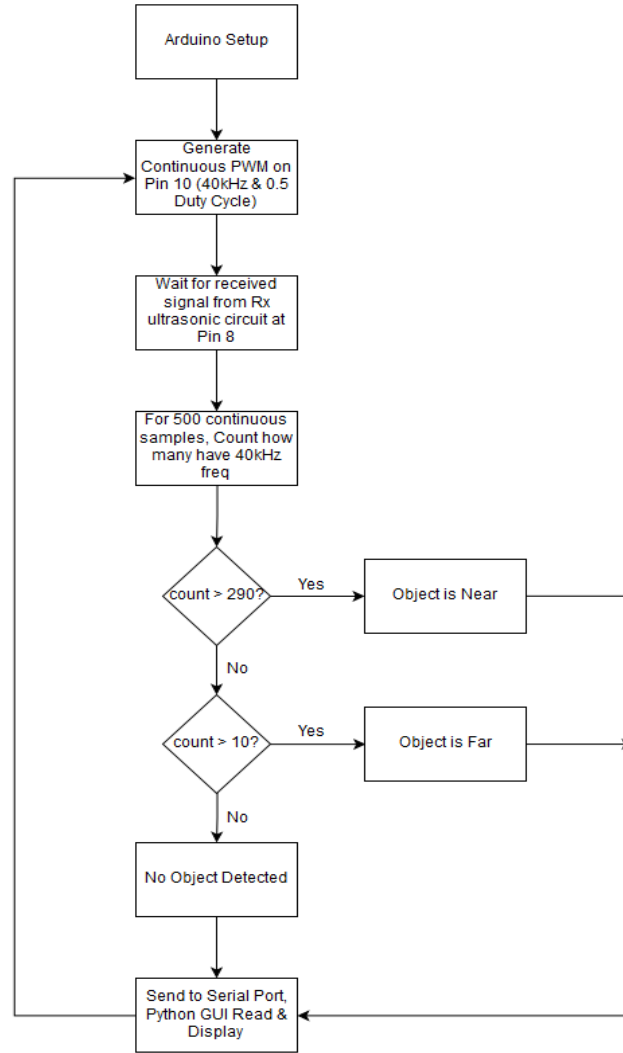 Arduino Setup
Generate
Continuous PWM on
Pin 10 (40kHz & 0.5
Duty Cycle)
Wait for received
signal from Rx
ultrasonic circuit at
Pin 8
For 500 continuous
samples, Count how
many have 40kHz
freq
count > 290?
Yes
Object is Near
No
count > 10?
Yes
Object is Far
No
No Object Detected
Send to Serial Port,
Python GUI Read &
Display